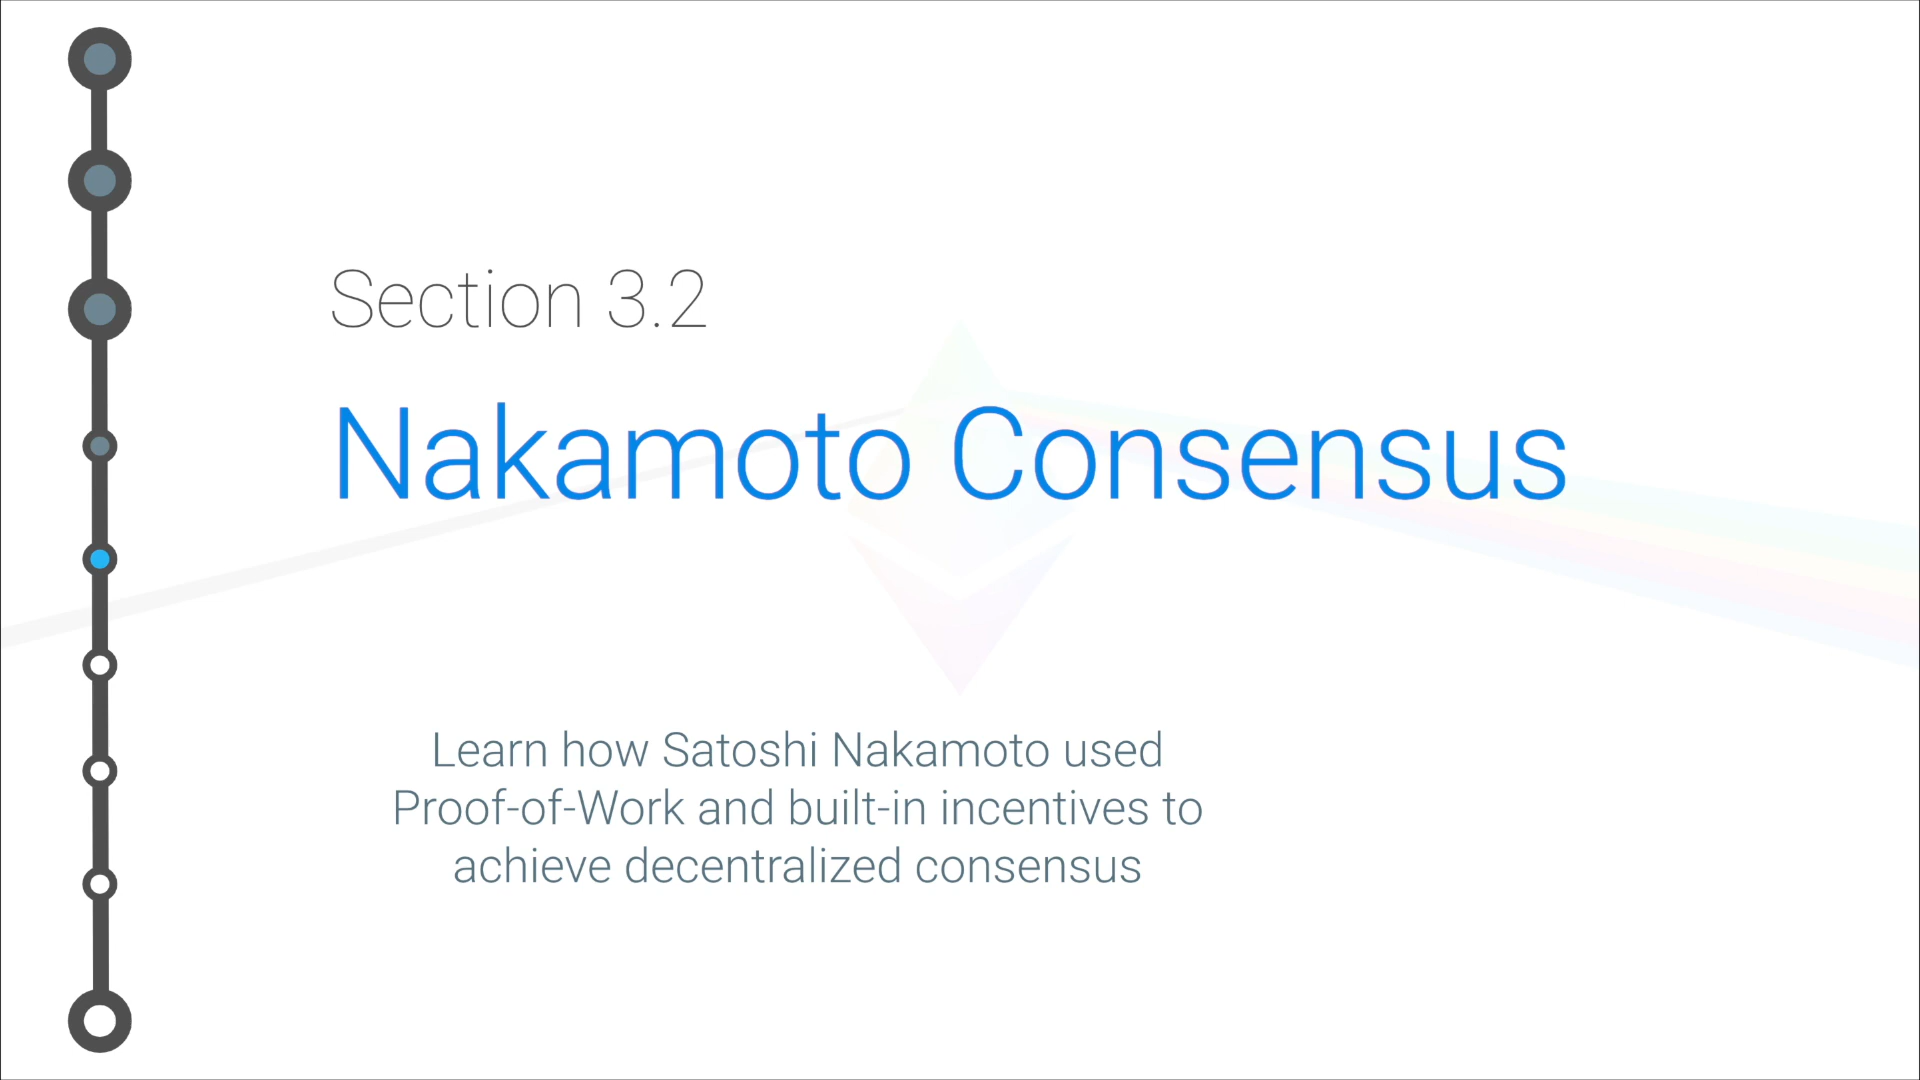 Section 3.2
Nakamoto Consensus
Learn how Satoshi Nakamoto used
Proof-of-Work and built-in incentives to
achieve decentralized consensus